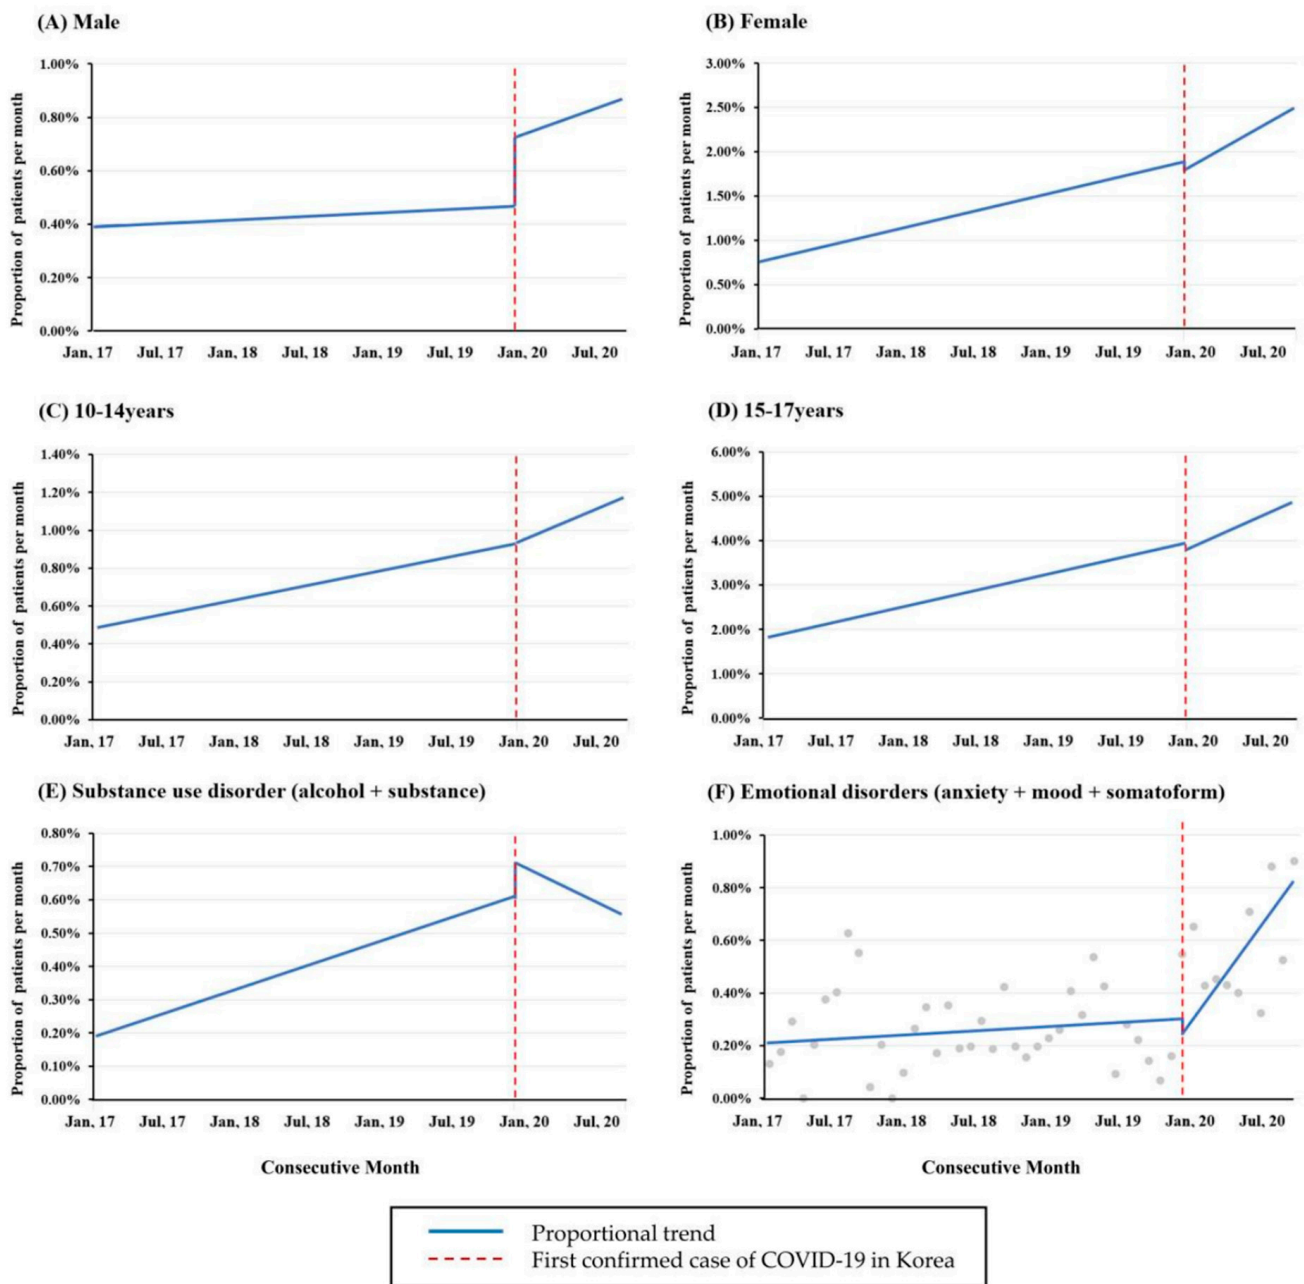 (A) Male
Proportion of patients per month
1.00%
0.80%
0.60%
0.40%
0.20%
0.00%
Jan, 17 Jul, 17 Jan, 18 Jul, 18 Jan, 19 Jul, 19 Jan, 20 Jul, 20
(B) Female
Proportion of patients per month
3.00%
2.50%
2.00%
1.50%
1.00%
0.50%
0.00%
Jan, 17 Jul, 17 Jan, 18 Jul, 18 Jan, 19 Jul, 19 Jan, 20 Jul, 20
(C) 10-14years
Proportion of patients per month
1.40%
1.20%
1.00%
0.80%
0.60%
0.40%
0.20%
0.00%
Jan, 17 Jul, 17 Jan, 18 Jul, 18 Jan, 19 Jul, 19 Jan, 20 Jul, 20
(D) 15-17years
Proportion of patients per month
6.00%
5.00%
4.00%
3.00%
2.00%
1.00%
0.00%
Jan, 17 Jul, 17 Jan, 18 Jul, 18 Jan, 19 Jul, 19 Jan, 20 Jul, 20
(E) Substance use disorder (alcohol + substance)
Proportion of patients per month
0.80%
0.70%
0.60%
0.50%
0.40%
0.30%
0.20%
0.10%
0.00%
Jan, 17 Jul, 17 Jan, 18 Jul, 18 Jan, 19 Jul, 19 Jan, 20 Jul, 20
Consecutive Month
(F) Emotional disorders (anxiety + mood + somatoform)
Proportion of patients per month
1.00%
0.80%
0.60%
0.40%
0.20%
0.00%
Jan, 17 Jul, 17 Jan, 18 Jul, 18 Jan, 19 Jul, 19 Jan, 20 Jul, 20
Consecutive Month
Proportional trend
First confirmed case of COVID-19 in Korea